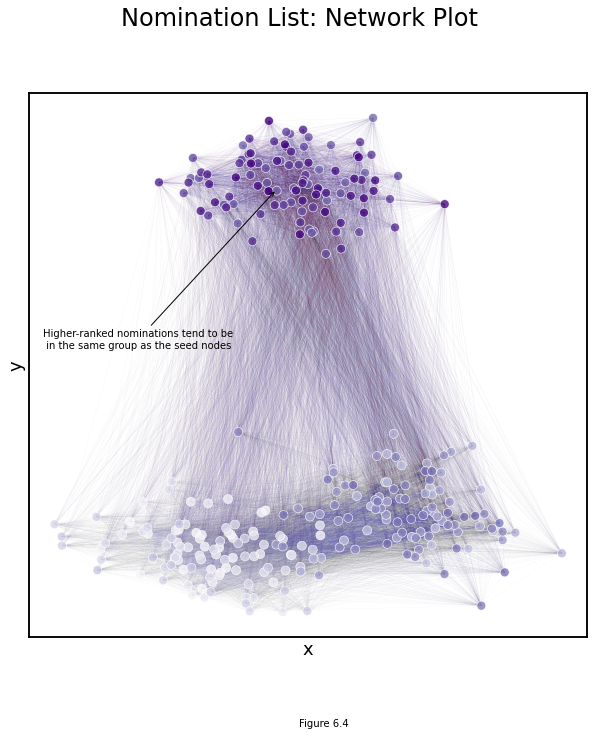 Nomination List: Network Plot
Higher-ranked nominations tend to be
in the same group as the seed nodes
y
x
Figure 6.4